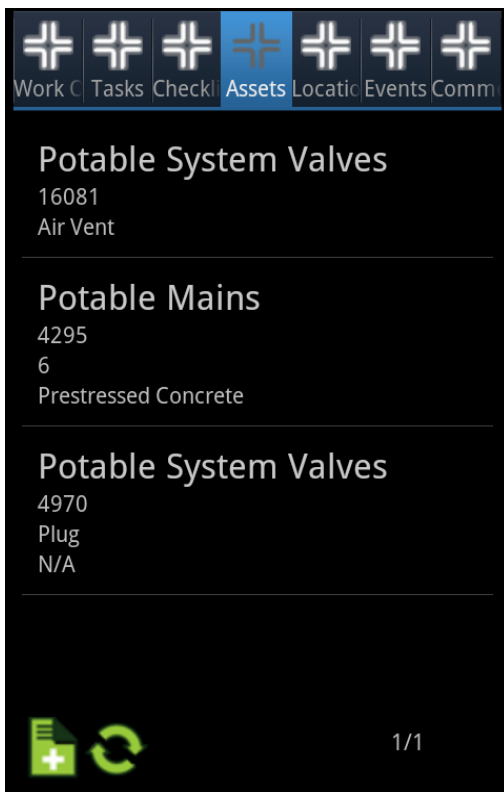 Work C Tasks Checkli Assets Locatio Events Comm
Potable System Valves
16081
Air Vent
Potable Mains
4295
6
Prestressed Concrete
Potable System Valves
4970
Plug
N/A
1/1